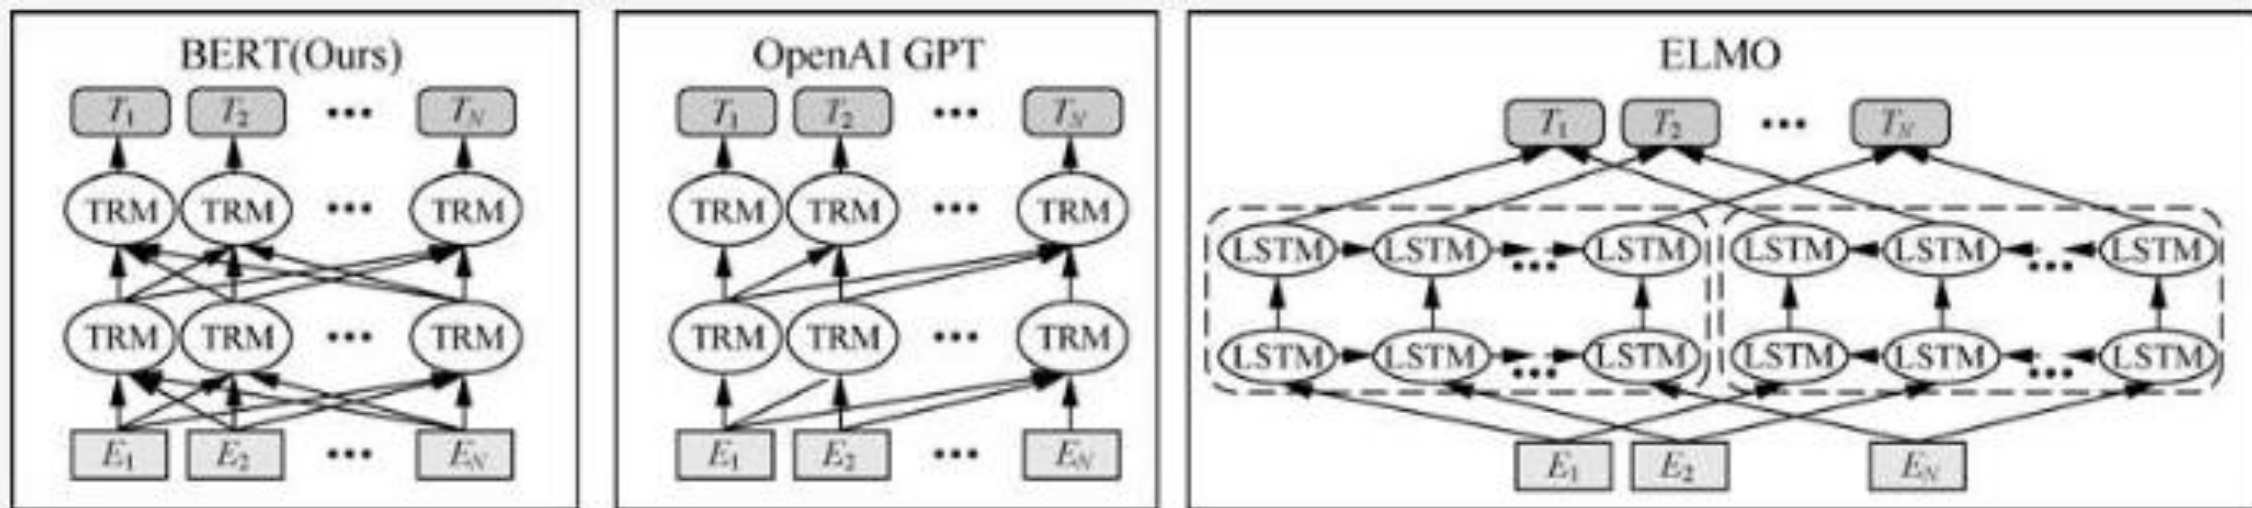 BERT(Ours)
T1 T2 ... TN
TRM TRM ... TRM
TRM TRM ... TRM
E1 E2 ... EN
OpenAI GPT
T1 T2 ... TN
TRM TRM ... TRM
TRM TRM ... TRM
E1 E2 ... EN
ELMO
T1 T2 ... TN
LSTM LSTM ... LSTM LSTM LSTM ... LSTM
LSTM LSTM ... LSTM LSTM LSTM ... LSTM
E1 E2 ... EN